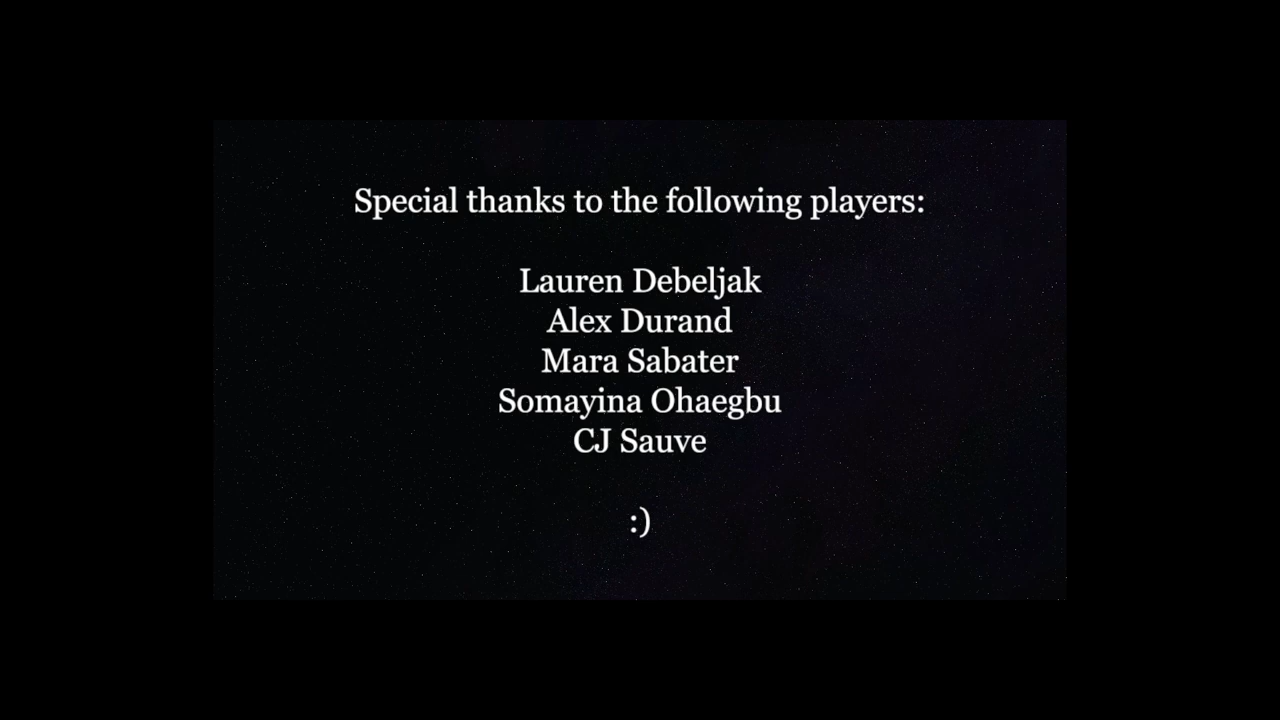 Special thanks to the following players:
Lauren Debeljak
Alex Durand
Mara Sabater
Somayina Ohaegbu
CJ Sauve
:)